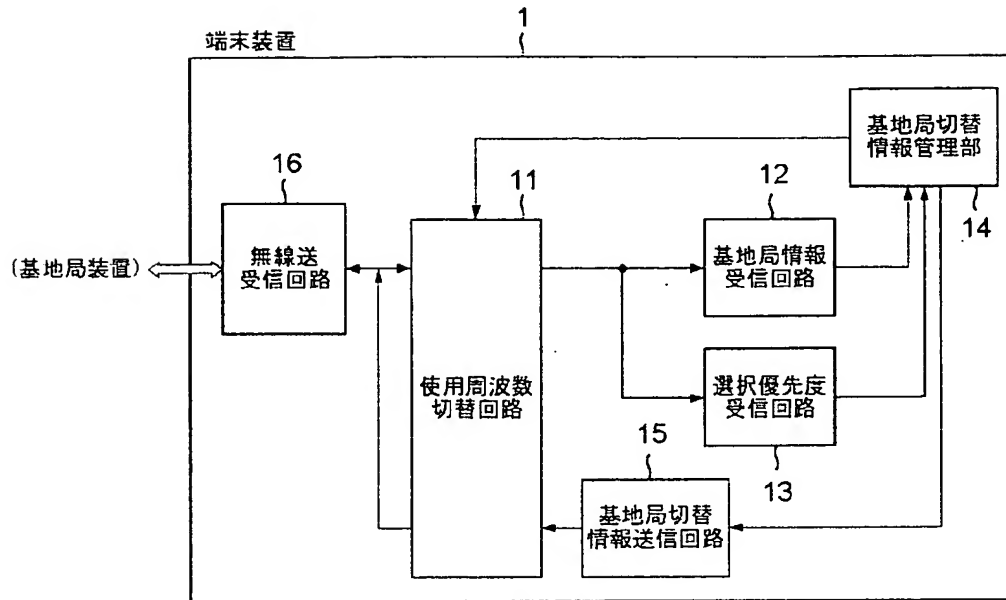 1
端末装置
基地局切替
情報管理部
14
16
無線送
受信回路
(基地局装置)
11
使用周波数
切替回路
12
基地局情報
受信回路
選択優先度
受信回路
13
15
基地局切替
情報送信回路